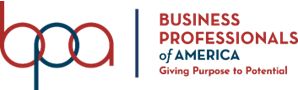 bpa
BUSINESS
PROFESSIONALS
of AMERICA
Giving Purpose to Potential